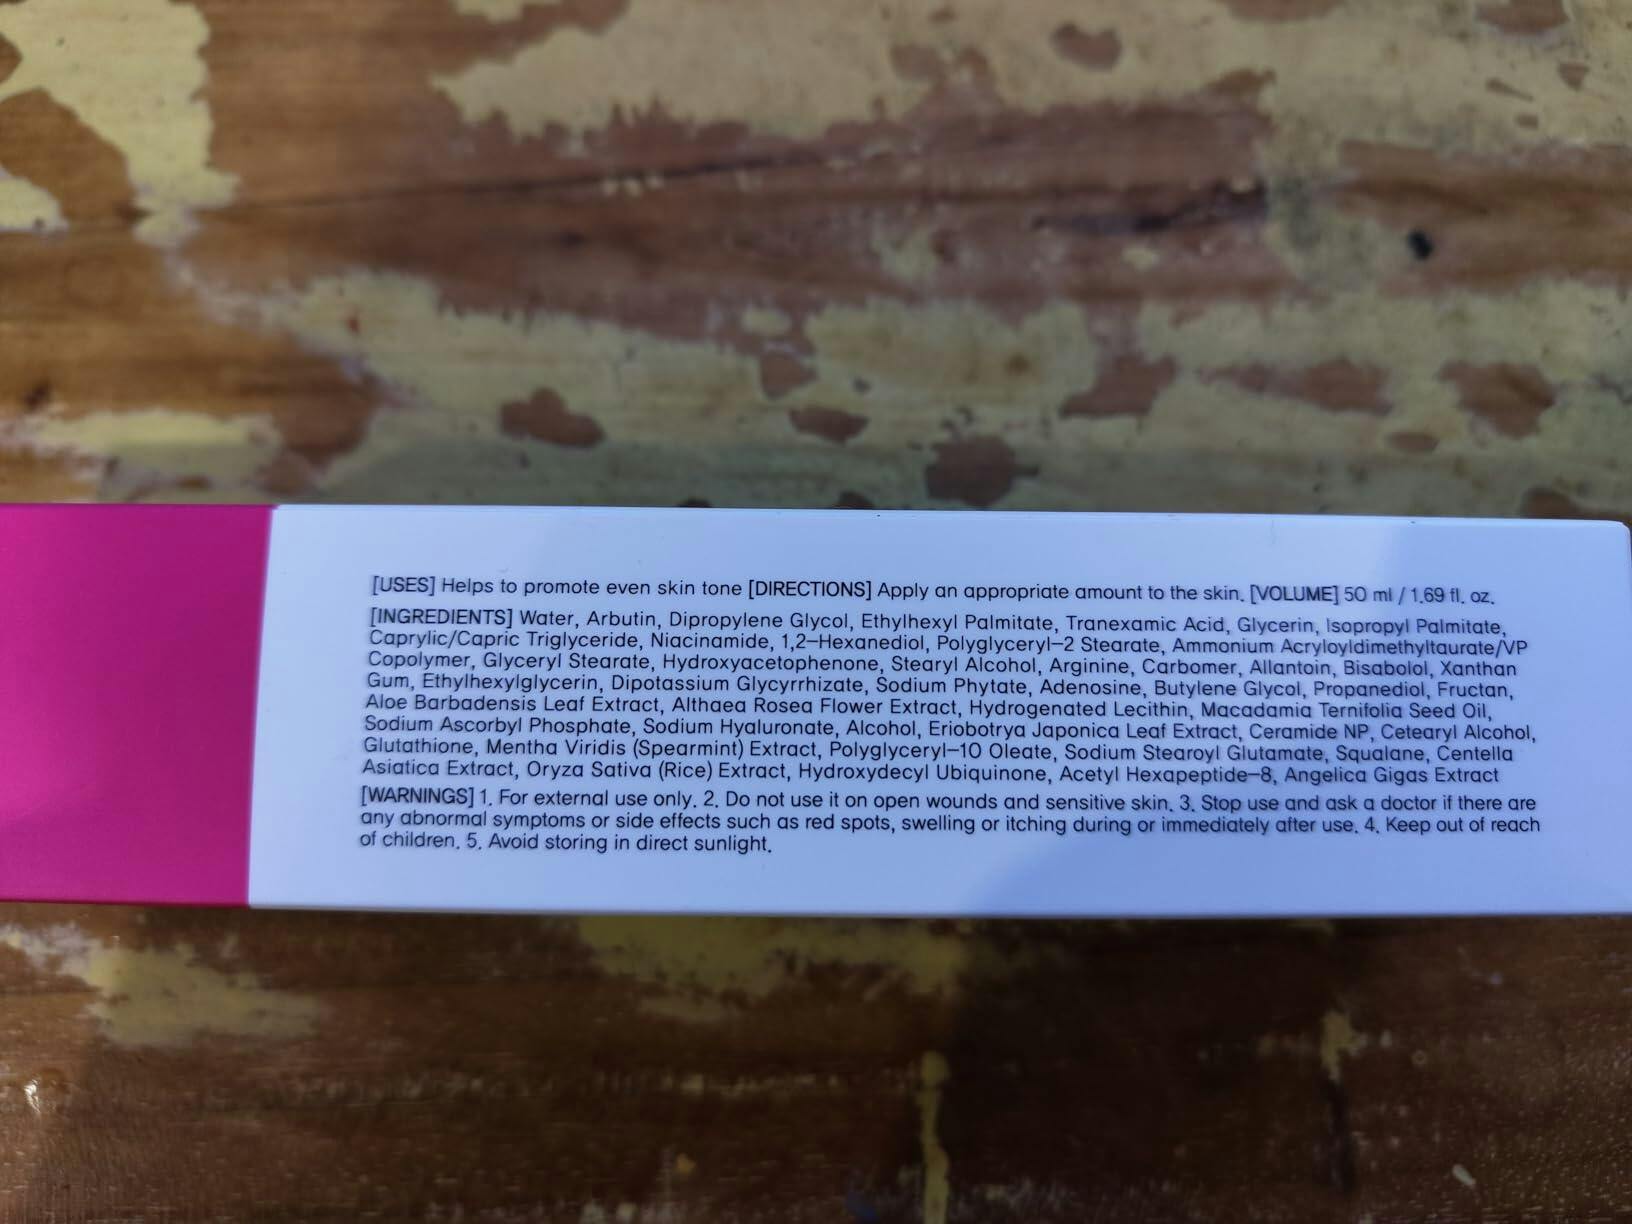 [USES] Helps to promote even skin tone [DIRECTIONS] Apply an appropriate amount to the skin. [VOLUME] 50 ml / 1.69 fl. oz.
[INGREDIENTS] Water, Arbutin, Dipropylene Glycol, Ethylhexyl Palmitate, Tranexamic Acid, Glycerin, Isopropyl Palmitate,
Caprylic/Capric Triglyceride, Niacinamide, 1,2-Hexanediol, Polyglyceryl-2 Stearate, Ammonium Acryloyldimethyltaurate/VP
Copolymer, Glyceryl Stearate, Hydroxyacetophenone, Stearyl Alcohol, Arginine, Carbomer, Allantoin, Bisabolol, Xanthan
Gum, Ethylhexylglycerin, Dipotassium Glycyrrhizate, Sodium Phytate, Adenosine, Butylene Glycol, Propanediol, Fructan,
Aloe Barbadensis Leaf Extract, Althaea Rosea Flower Extract, Hydrogenated Lecithin, Macadamia Ternifolia Seed Oil,
Sodium Ascorbyl Phosphate, Sodium Hyaluronate, Alcohol, Eriobotrya Japonica Leaf Extract, Ceramide NP, Cetearyl Alcohol,
Glutathione, Mentha Viridis (Spearmint) Extract, Polyglyceryl-10 Oleate, Sodium Stearoyl Glutamate, Squalane, Centella
Asiatica Extract, Oryza Sativa (Rice) Extract, Hydroxydecyl Ubiquinone, Acetyl Hexapeptide-8, Angelica Gigas Extract
[WARNINGS] 1. For external use only. 2. Do not use it on open wounds and sensitive skin. 3. Stop use and ask a doctor if there are
any abnormal symptoms or side effects such as red spots, swelling or itching during or immediately after use. 4. Keep out of reach
of children. 5. Avoid storing in direct sunlight.